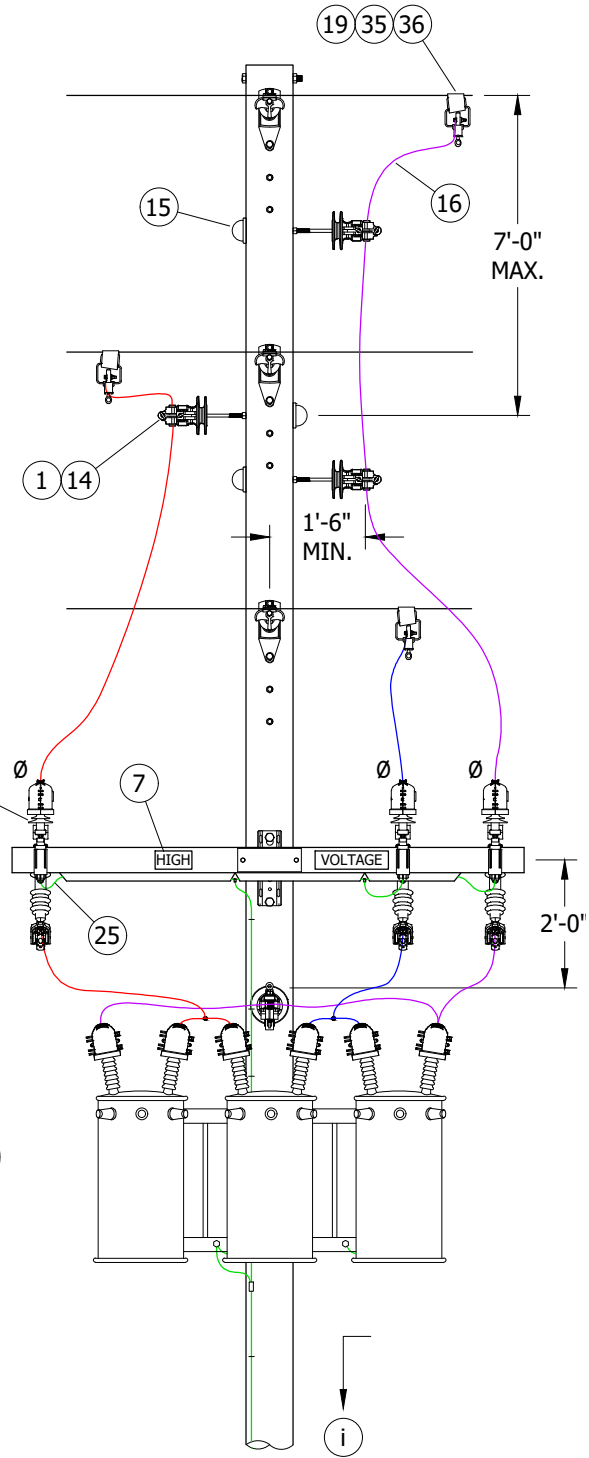 19 35 36
15
16
7'-0"
MAX.
1 14
1'-6"
MIN.
Ø Ø Ø
7
HIGH VOLTAGE
25
2'-0"
i